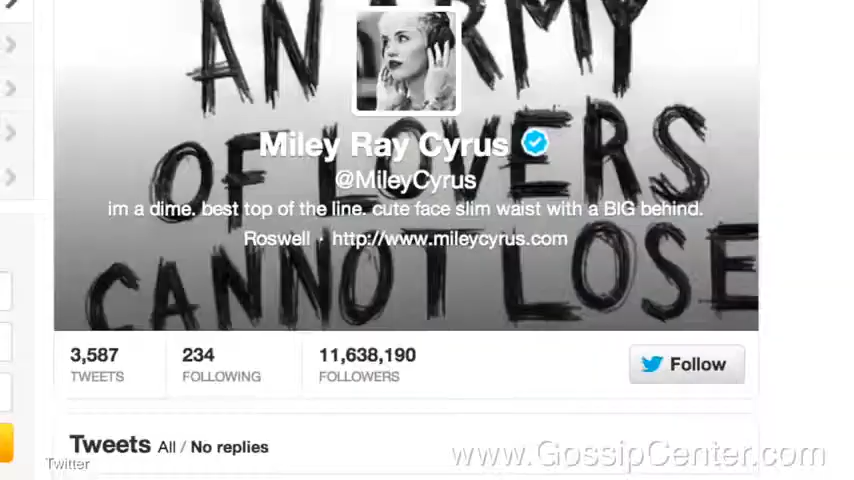 AN ARMY
OF LOVERS
CANNOT LOSE
Miley Ray Cyrus
@MileyCyrus
im a dime. best top of the line. cute face slim waist with a BIG behind.
Roswell · http://www.mileycyrus.com
3,587
TWEETS
234
FOLLOWING
11,638,190
FOLLOWERS
Follow
Tweets All / No replies
Twitter
www.GossipCenter.com